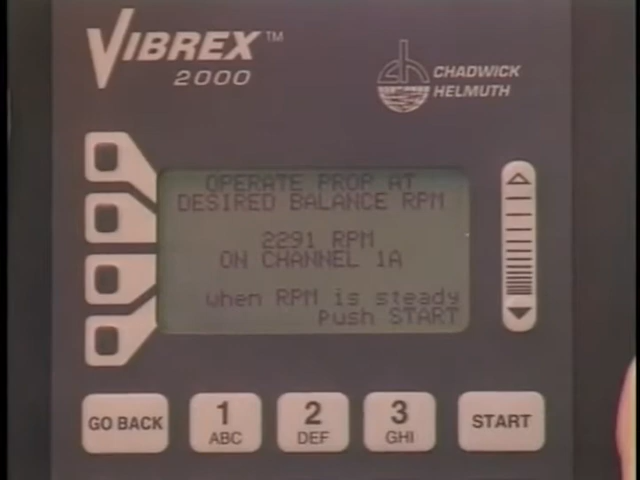 VIBREX™
2000
CHADWICK
HELMUTH
OPERATE PROP AT
DESIRED BALANCE RPM
2291 RPM
ON CHANNEL 1A
when RPM is steady
Push START
GO BACK
1
ABC
2
DEF
3
GHI
START